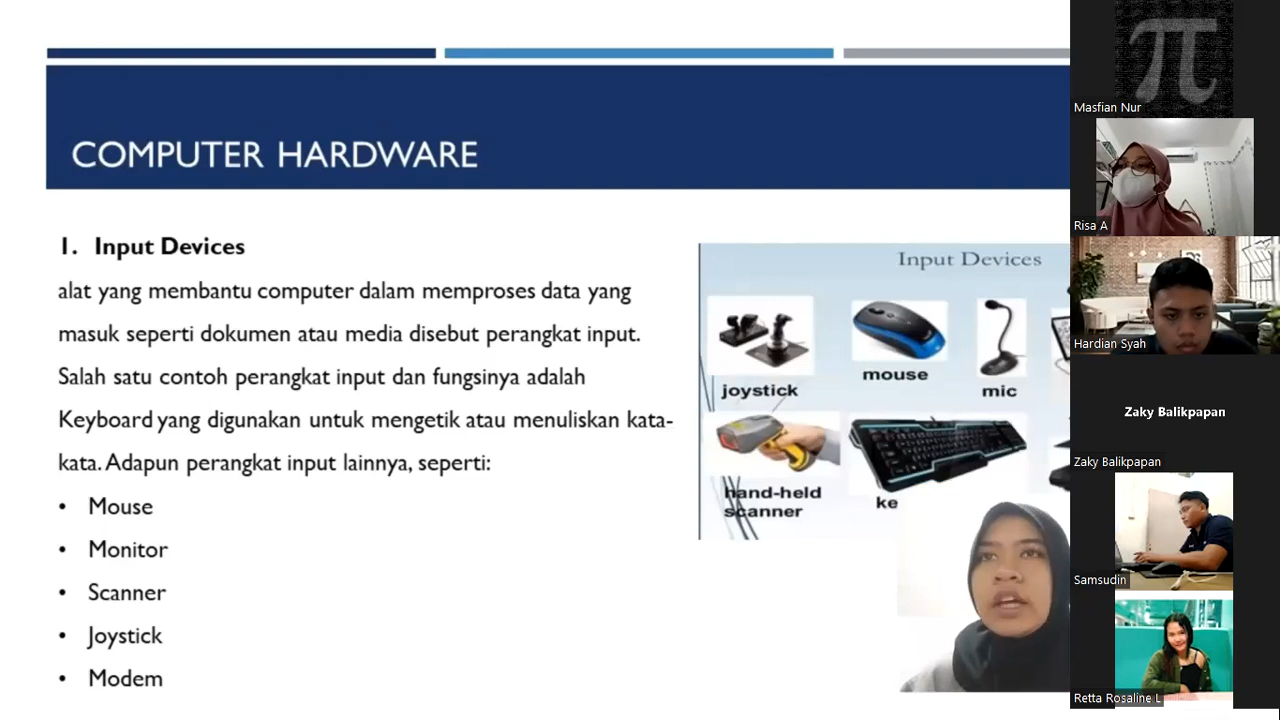 COMPUTER HARDWARE
1. Input Devices
alat yang membantu computer dalam memproses data yang
masuk seperti dokumen atau media disebut perangkat input.
Salah satu contoh perangkat input dan fungsinya adalah
Keyboard yang digunakan untuk mengetik atau menuliskan kata-
kata. Adapun perangkat input lainnya, seperti:
• Mouse
• Monitor
• Scanner
• Joystick
• Modem
Input Devices
joystick
mouse
mic
hand-held
scanner
ke
Masfian Nur
Risa A
Hardian Syah
Zaky Balikpapan
Zaky Balikpapan
Samsudin
Retta Rosaline L